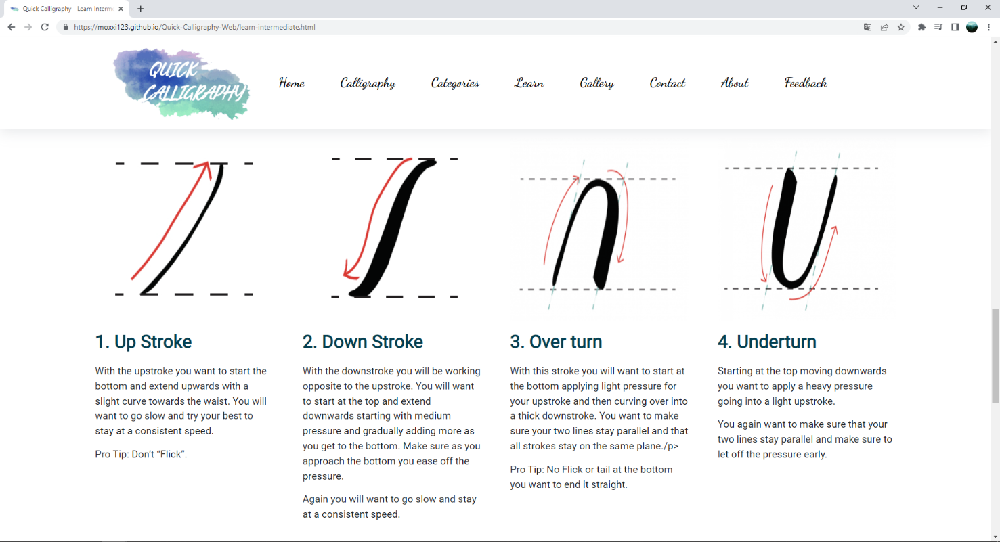 Quick Calligraphy - Learn Interme
https://moxxi123.github.io/Quick-Calligraphy-Web/learn-intermediate.html
QUICK
CALLIGRAPHY
Home Calligraphy Categories Learn Gallery Contact About Feedback
1. Up Stroke
With the upstroke you want to start the
bottom and extend upwards with a
slight curve towards the waist. You will
want to go slow and try your best to
stay at a consistent speed.
Pro Tip: Don't “Flick”.
2. Down Stroke
With the downstroke you will be working
opposite to the upstroke. You will want
to start at the top and extend
downwards starting with medium
pressure and gradually adding more as
you get to the bottom. Make sure as you
approach the bottom you ease off the
pressure.
Again you will want to go slow and stay
at a consistent speed.
3. Over turn
With this stroke you will want to start at
the bottom applying light pressure for
your upstroke and then curving over into
a thick downstroke. You want to make
sure your two lines stay parallel and that
all strokes stay on the same plane./p>
Pro Tip: No Flick or tail at the bottom
you want to end it straight.
4. Underturn
Starting at the top moving downwards
you want to apply a heavy pressure
going into a light upstroke.
You again want to make sure that your
two lines stay parallel and make sure to
let off the pressure early.